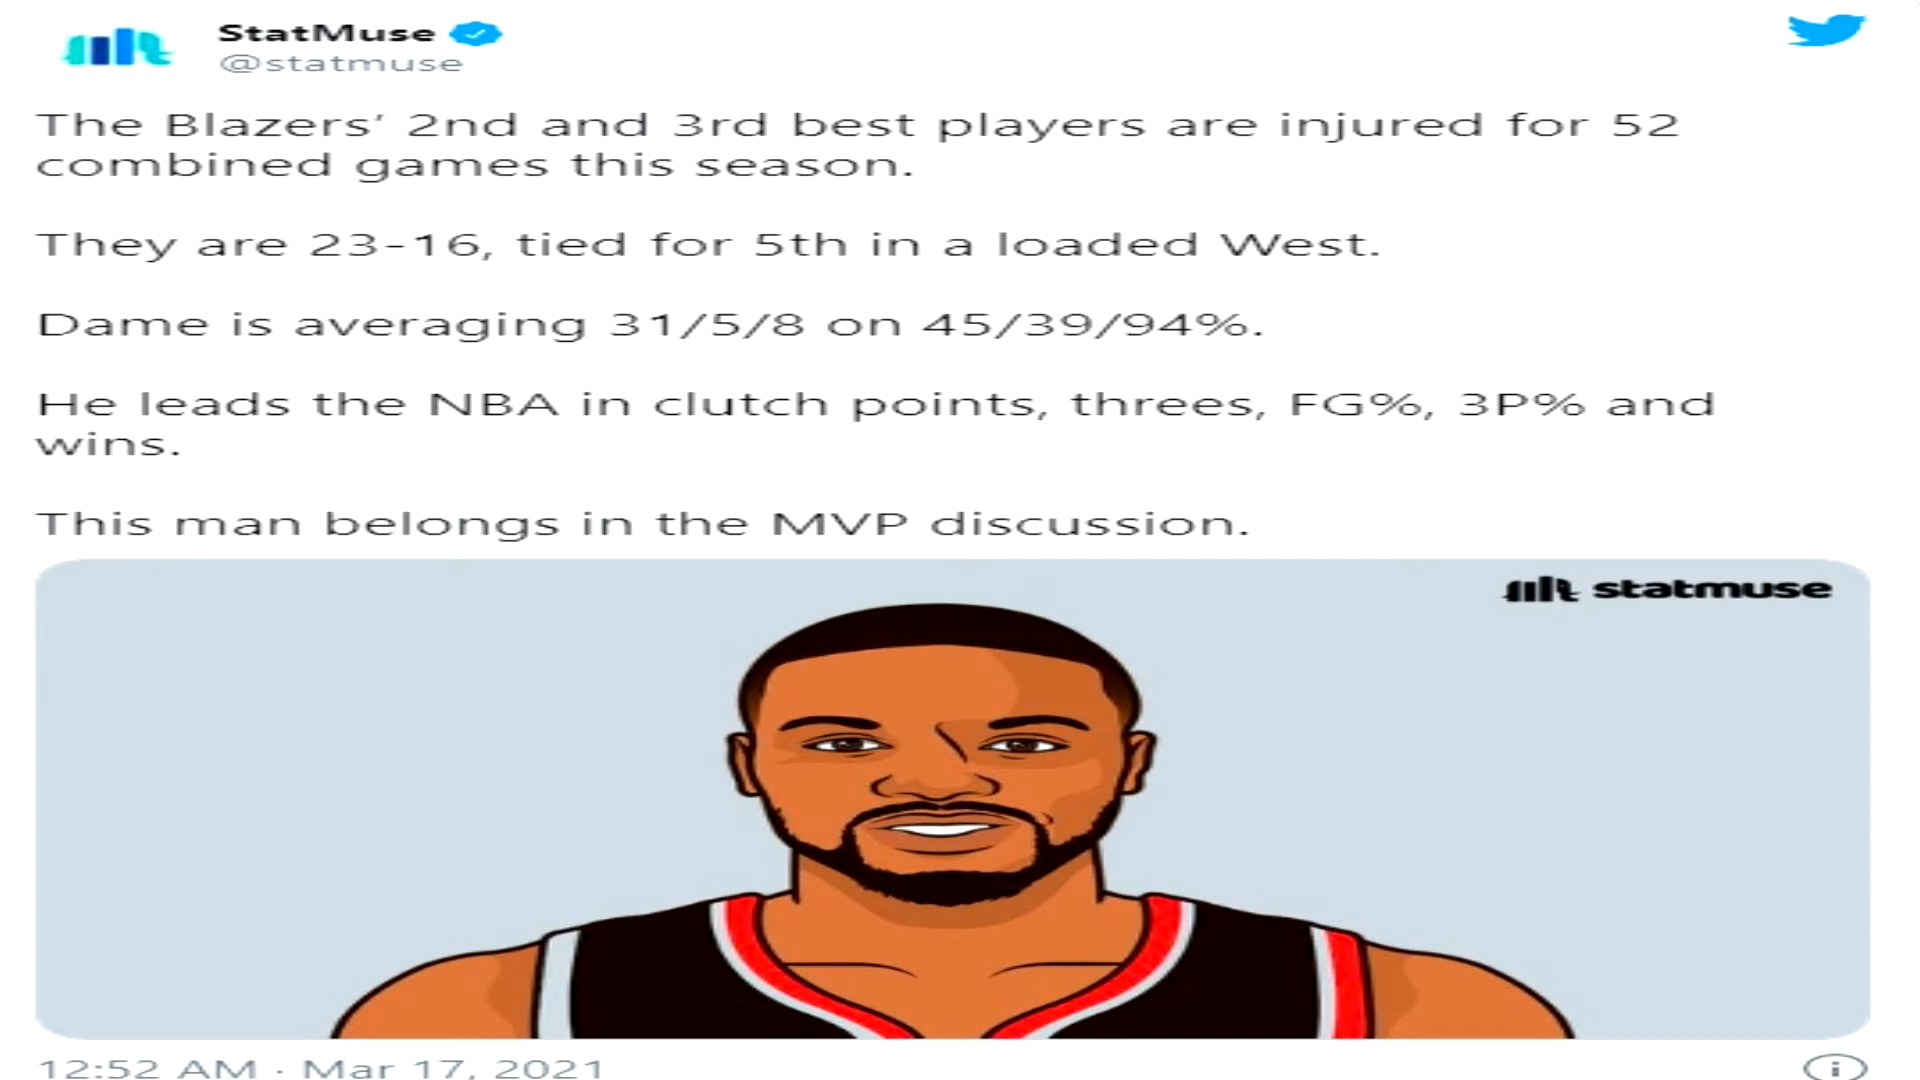 StatMuse
@statmuse
The Blazers’ 2nd and 3rd best players are injured for 52
combined games this season.
They are 23-16, tied for 5th in a loaded West.
Dame is averaging 31/5/8 on 45/39/94%.
He leads the NBA in clutch points, threes, FG%, 3P% and
wins.
This man belongs in the MVP discussion.
statmuse
12:52 AM · Mar 17, 2021